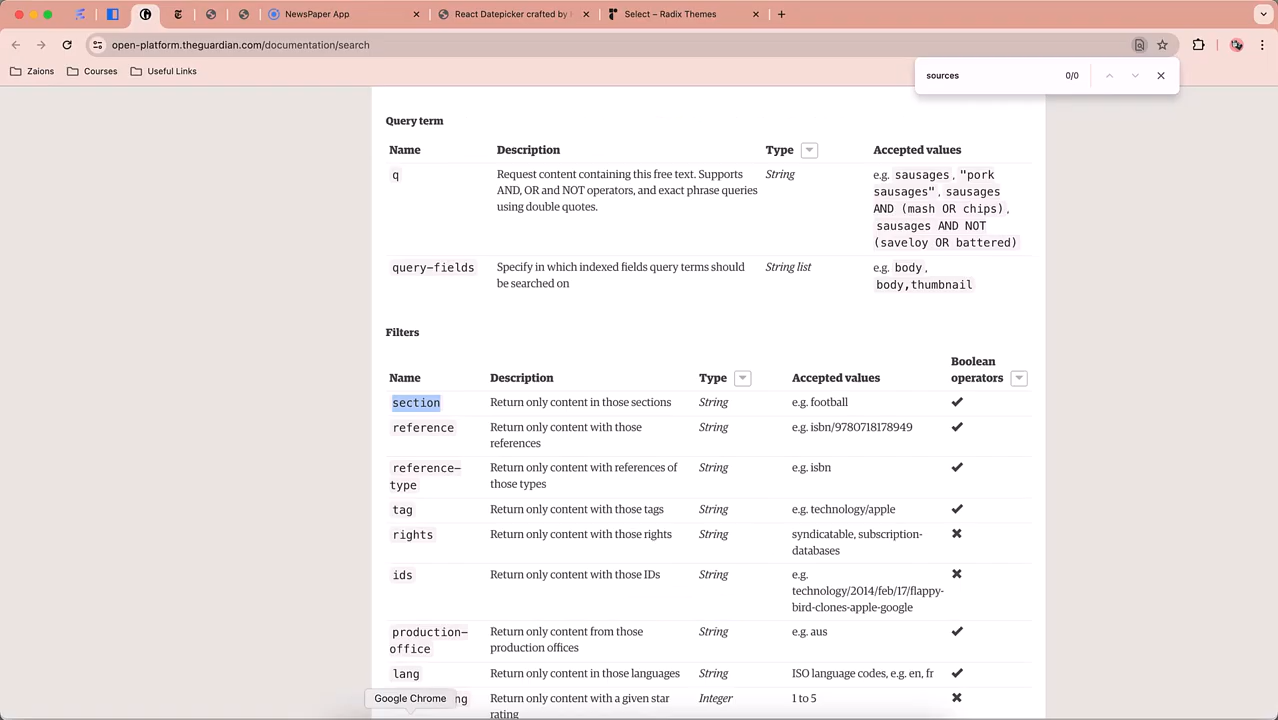 NewsPaper App
React Datepicker crafted by
Select – Radix Themes
open-platform.theguardian.com/documentation/search
Zaions
Courses
Useful Links
sources
0/0
Query term
Name Description Type Accepted values
q Request content containing this free text. Supports String e.g. sausages, "pork
AND, OR and NOT operators, and exact phrase queries sausages", sausages
using double quotes. AND (mash OR chips),
sausages AND NOT
(saveloy OR battered)
query-fields Specify in which indexed fields query terms should String list e.g. body,
be searched on body,thumbnail
Filters
Boolean
Name Description Type Accepted values operators
section Return only content in those sections String e.g. football ✔
reference Return only content with those String e.g. isbn/9780718178949 ✔
references
reference- Return only content with references of String e.g. isbn ✔
type those types
tag Return only content with those tags String e.g. technology/apple ✔
rights Return only content with those rights String syndicatable, subscription- ✖
databases
ids Return only content with those IDs String e.g. ✖
technology/2014/feb/17/flappy-
bird-clones-apple-google
production- Return only content from those String e.g. aus ✔
office production offices
lang Return only content in those languages String ISO language codes, e.g. en, fr ✔
Google Chrome ng Return only content with a given star Integer 1 to 5 ✖
rating